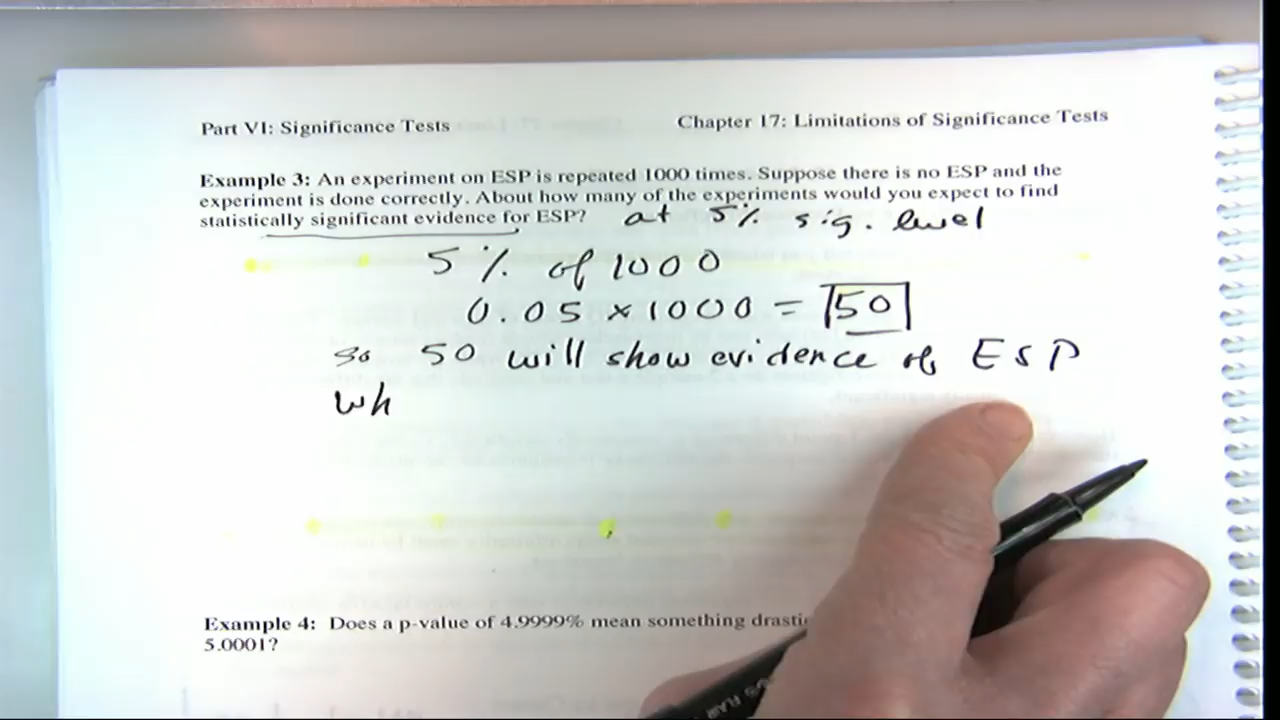 Part VI: Significance Tests
Chapter 17: Limitations of Significance Tests
Example 3: An experiment on ESP is repeated 1000 times. Suppose there is no ESP and the
experiment is done correctly. About how many of the experiments would you expect to find
statistically significant evidence for ESP? at 5% sig. level
5% of 1000
0.05 × 1000 = 50
so 50 will show evidence of ESP
wh
Example 4: Does a p-value of 4.9999% mean something
5.0001?